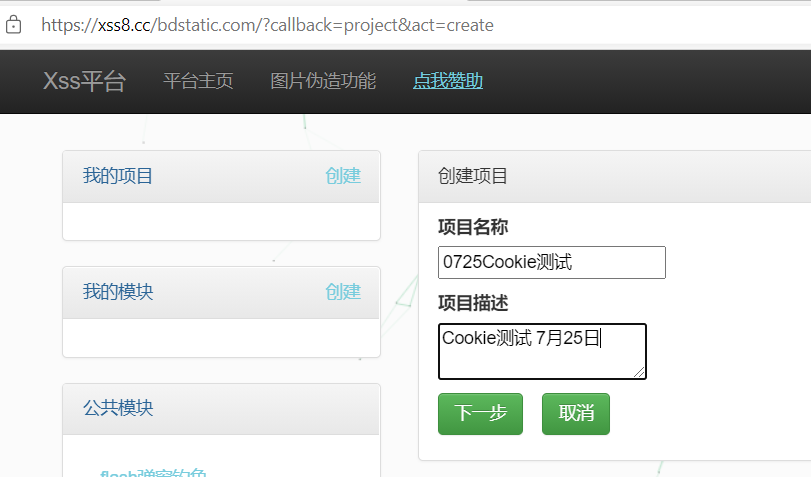 https://xss8.cc/bdstatic.com/?callback=project&act=create
Xss平台 平台主页 图片伪造功能 点我赞助
我的项目 创建
我的模块 创建
公共模块
创建项目
项目名称
0725Cookie测试
项目描述
Cookie测试 7月25日
下一步 取消